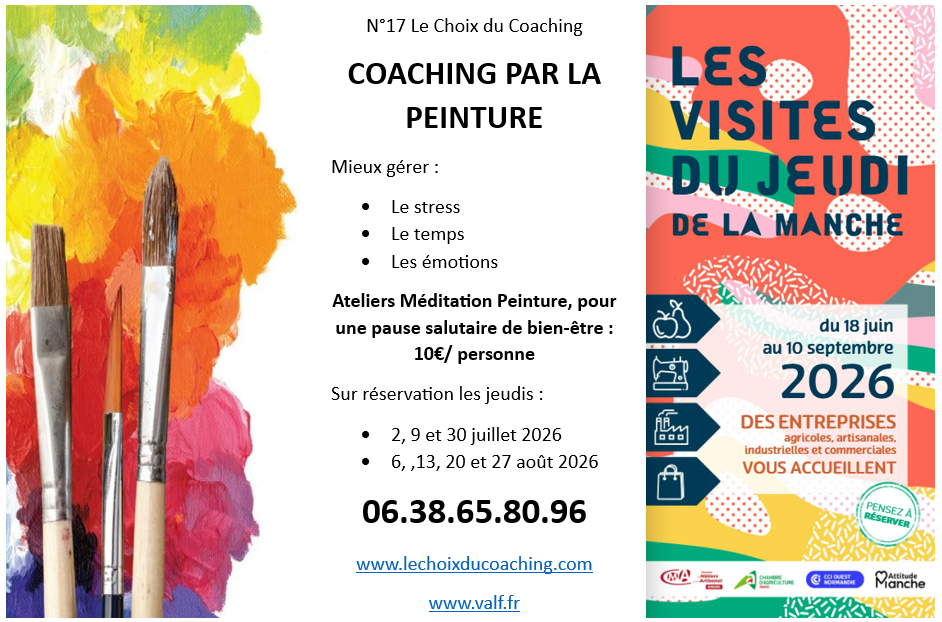 N°17 Le Choix du Coaching
COACHING PAR LA
PEINTURE
Mieux gérer :
• Le stress
• Le temps
• Les émotions
Ateliers Méditation Peinture, pour
une pause salutaire de bien-être :
10€/ personne
Sur réservation les jeudis :
• 2, 9 et 30 juillet 2026
• 6, ,13, 20 et 27 août 2026
06.38.65.80.96
www.lechoixducoaching.com
www.valf.fr
LES
VISITES
DU JEUDI
DE LA MANCHE
du 18 juin
au 10 septembre
2026
DES ENTREPRISES
agricoles, artisanales,
industrielles et commerciales
VOUS ACCUEILLENT
PENSEZ À
RÉSERVER
CMA
Métiers
Artisanat
CHAMBRE
D'AGRICULTURE
CCI OUEST
NORMANDIE
Attitude
Manche